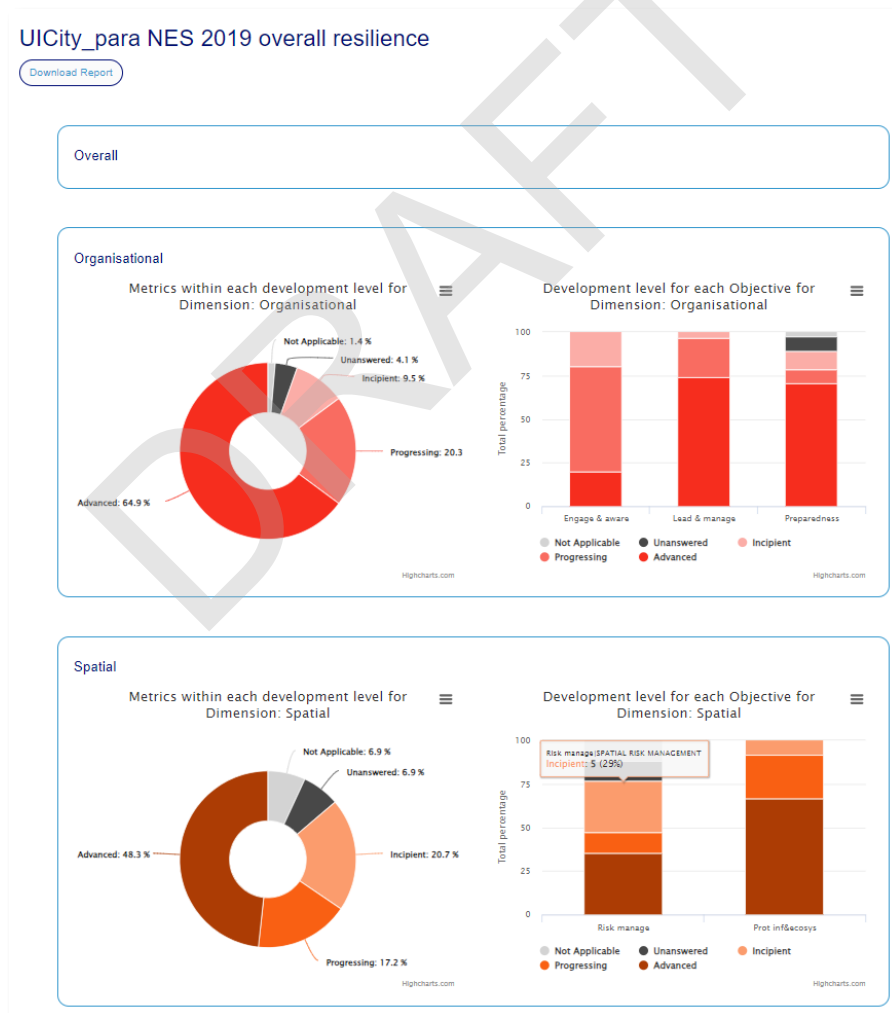 UICity_para NES 2019 overall resilience
Download Report
Overall
Organisational
Metrics within each development level for
Dimension: Organisational
Not Applicable: 1.4 %
Unanswered: 4.1 %
Incipient: 9.5 %
Progressing: 20.3
Advanced: 64.9 %
Highcharts.com
Development level for each Objective for
Dimension: Organisational
Total percentage
100
75
50
25
0
Engage & aware
Lead & manage
Preparedness
Not Applicable
Unanswered
Incipient
Progressing
Advanced
Highcharts.com
Spatial
Metrics within each development level for
Dimension: Spatial
Not Applicable: 6.9 %
Unanswered: 6.9 %
Incipient: 20.7 %
Progressing: 17.2 %
Advanced: 48.3 %
Highcharts.com
Development level for each Objective for
Dimension: Spatial
Total percentage
100
75
50
25
0
Risk manage|SPATIAL RISK MANAGEMENT
Incipient: 5 (29%)
Risk manage
Prot inf&ecosys
Not Applicable
Unanswered
Incipient
Progressing
Advanced
Highcharts.com
DRAFT